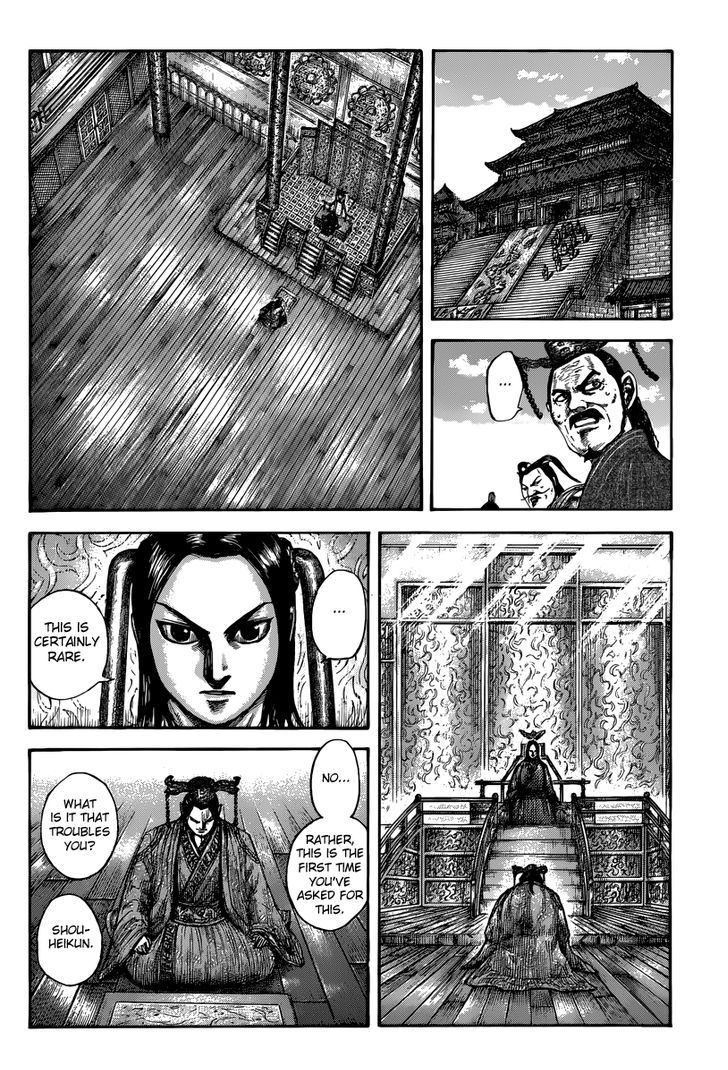 ...
...
THIS IS
CERTAINLY
RARE.
NO...
RATHER,
THIS IS THE
FIRST TIME
YOU'VE
ASKED FOR
THIS.
WHAT
IS IT THAT
TROUBLES
YOU?
SHOU-
HEIKUN.